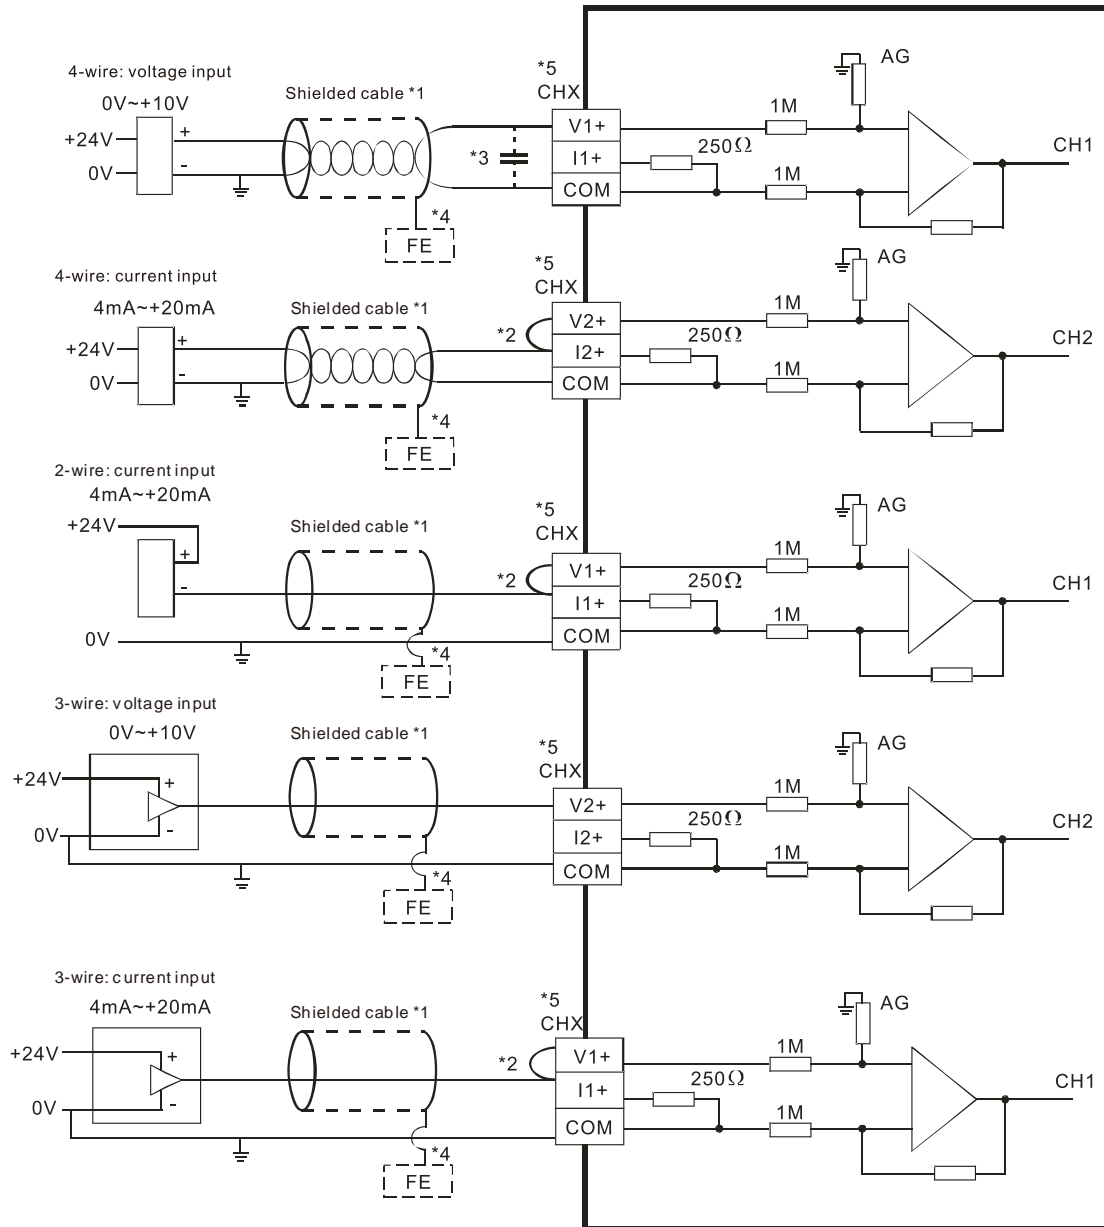 4-wire: voltage input
0V~+10V
+24V
0V
+
-
Shielded cable *1
*3
*4
FE
*5
CHX
V1+
I1+
COM
250Ω
1M
1M
AG
CH1
4-wire: current input
4mA~+20mA
+24V
0V
+
-
Shielded cable *1
*2
*4
FE
*5
CHX
V2+
I2+
COM
250Ω
1M
1M
AG
CH2
2-wire: current input
4mA~+20mA
+24V
+
-
0V
Shielded cable *1
*2
*4
FE
*5
CHX
V1+
I1+
COM
250Ω
1M
1M
AG
CH1
3-wire: voltage input
0V~+10V
+24V
0V
+
-
Shielded cable *1
*4
FE
*5
CHX
V2+
I2+
COM
250Ω
1M
1M
AG
CH2
3-wire: current input
4mA~+20mA
+24V
0V
+
-
Shielded cable *1
*2
*4
FE
*5
CHX
V1+
I1+
COM
250Ω
1M
1M
AG
CH1